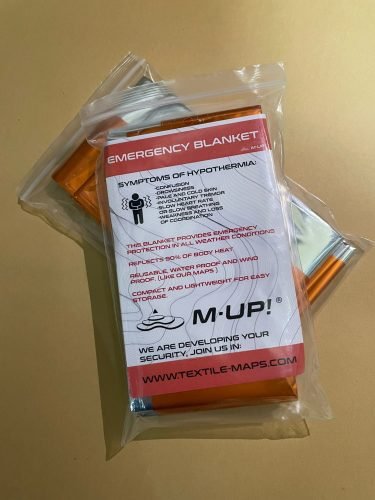 EMERGENCY BLANKET
M-UP!
SYMPTOMS OF HYPOTHERMIA:
-CONFUSION
-DROWSINESS
-PALE AND COLD SKIN
-INVOLUNTARY TREMOR
-SLOW HEART RATE
OR SLOW BREATHING
-WEAKNESS AND LOSS
OF COORDINATION
THIS BLANKET PROVIDES EMERGENCY
PROTECTION IN ALL WEATHER CONDITIONS
REFLECTS 90% OF BODY HEAT
REUSABLE, WATER PROOF AND WIND
PROOF. (LIKE OUR MAPS )
COMPACT AND LIGHTWEIGHT FOR EASY
STORAGE.
M-UP!®
WE ARE DEVELOPING YOUR
SECURITY, JOIN US IN:
WWW.TEXTILE-MAPS.COM